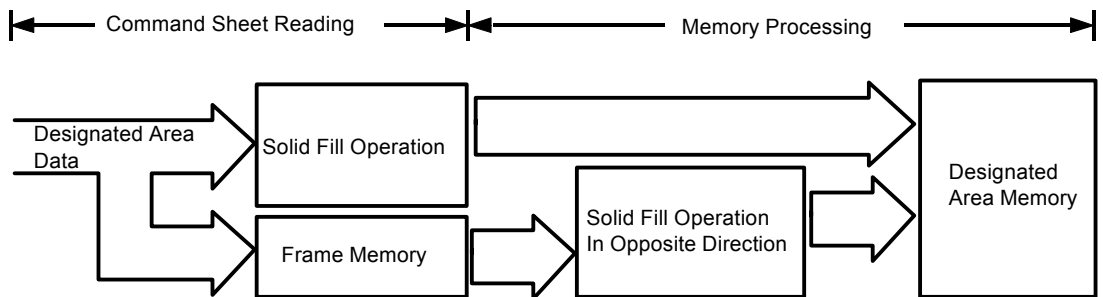 Command Sheet Reading
Memory Processing
Designated Area
Data
Solid Fill Operation
Frame Memory
Solid Fill Operation
In Opposite Direction
Designated
Area Memory